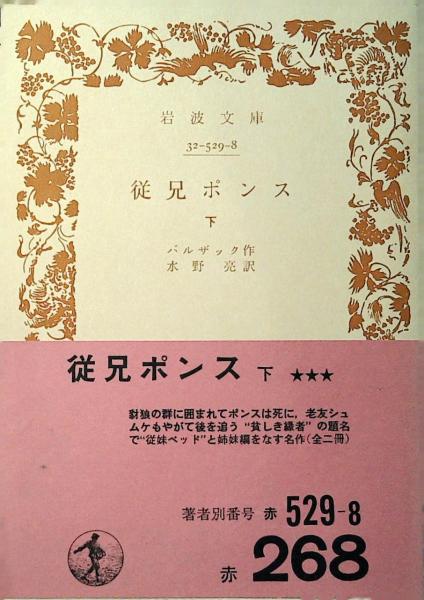 岩波文庫
32-529-8
従兄ポンス
下
バルザック作
水野亮訳
従兄ポンス 下 ★★★
豺狼の群に囲まれてポンスは死に，老友シュ
ムケもやがて後を追う “貧しき縁者” の題名
で“従妹ベッド”と姉妹編をなす名作(全二冊)
著者別番号 赤 529-8
赤 268